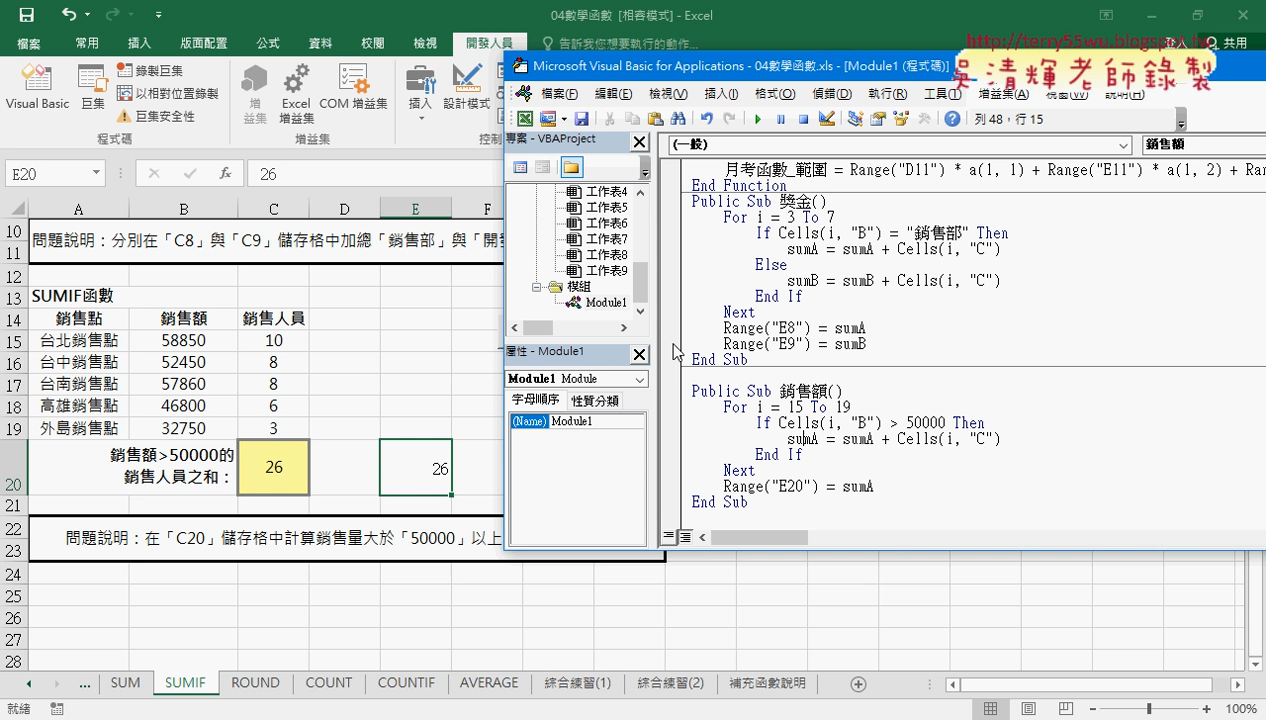 04數學函數 [相容模式] - Excel
檔案 常用 插入 版面配置 公式 資料 校閱 檢視 開發人員 告訴我您想要執行的動作... 登入 共用
http://terry55wu.blogspot.tw
吳清輝老師錄製
Visual Basic 巨集 錄製巨集 以相對位置錄製 巨集安全性 程式碼
增益集 Excel 增益集 COM 增益集 增益集
插入 設計模式 控制
E20 fx 26
A B C D E F
10 問題說明：分別在「C8」與「C9」儲存格中加總「銷售部」與「開
11
12
13 SUMIF函數
14 銷售點 銷售額 銷售人員
15 台北銷售點 58850 10
16 台中銷售點 52450 8
17 台南銷售點 57860 8
18 高雄銷售點 46800 6
19 外島銷售點 32750 3
20 銷售額>50000的
銷售人員之和： 26 26
21
22 問題說明：在「C20」儲存格中計算銷售量大於「50000」以上
23
24
25
26
27
28
... SUM SUMIF ROUND COUNT COUNTIF AVERAGE 綜合練習(1) 綜合練習(2) 補充函數說明
就緒 100%
Microsoft Visual Basic for Applications - 04數學函數.xls - [Module1 (程式碼)]
檔案(F) 編輯(E) 檢視(V) 插入(I) 格式(O) 偵錯(D) 執行(R) 工具(T) 增益集(A) 視窗(W) 說明(H)
列 48，行 15
專案 - VBAProject
工作表4
工作表5
工作表6
工作表7
工作表8
工作表9
模組
Module1
屬性 - Module1
Module1 Module
字母順序 性質分類
(Name) Module1
(一般) 銷售額
月考函數_範圍 = Range("D11") * a(1, 1) + Range("E11") * a(1, 2) + Ran
End Function
Public Sub 獎金()
For i = 3 To 7
If Cells(i, "B") = "銷售部" Then
sumA = sumA + Cells(i, "C")
Else
sumB = sumB + Cells(i, "C")
End If
Next
Range("E8") = sumA
Range("E9") = sumB
End Sub
Public Sub 銷售額()
For i = 15 To 19
If Cells(i, "B") > 50000 Then
sumA = sumA + Cells(i, "C")
End If
Next
Range("E20") = sumA
End Sub